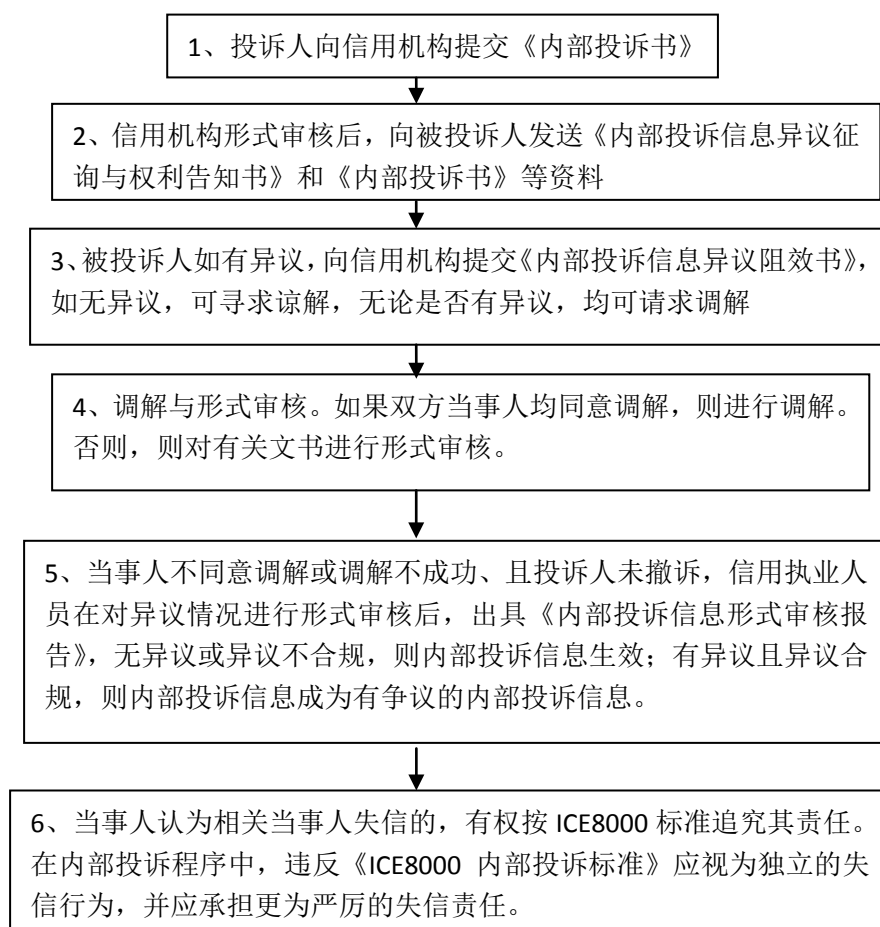 1、投诉人向信用机构提交《内部投诉书》
2、信用机构形式审核后，向被投诉人发送《内部投诉信息异议征
询与权利告知书》和《内部投诉书》等资料
3、被投诉人如有异议，向信用机构提交《内部投诉信息异议阻效书》，
如无异议，可寻求谅解，无论是否有异议，均可请求调解
4、调解与形式审核。如果双方当事人均同意调解，则进行调解。
否则，则对有关文书进行形式审核。
5、当事人不同意调解或调解不成功、且投诉人未撤诉，信用执业人
员在对异议情况进行形式审核后，出具《内部投诉信息形式审核报
告》，无异议或异议不合规，则内部投诉信息生效；有异议且异议合
规，则内部投诉信息成为有争议的内部投诉信息。
6、当事人认为相关当事人失信的，有权按 ICE8000 标准追究其责任。
在内部投诉程序中，违反《ICE8000 内部投诉标准》应视为独立的失
信行为，并应承担更为严厉的失信责任。